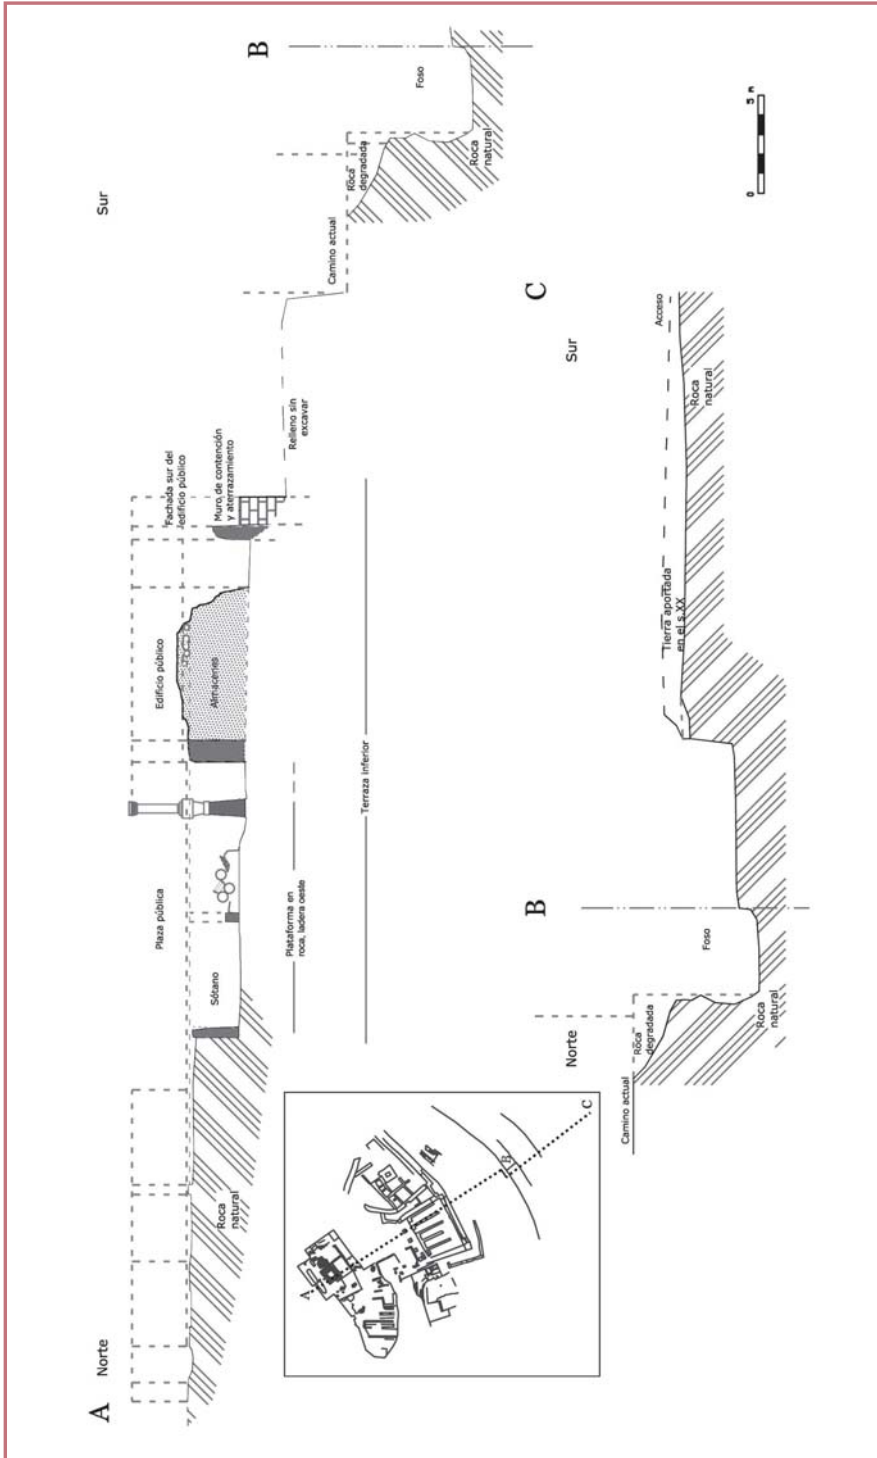 A
Norte
Sur
B
Plaza pública
Edificio público
Fachada sur del
edificio público
Muro de contención
y aterrazamiento
Sótano
Almacenes
Relleno sin
excavar
Camino actual
Roca
degradada
Foso
Roca
natural
Roca
natural
Plataforma en
roca, ladera oeste
Terraza inferior
A
B
C
Norte
B
Sur
C
Camino actual
Roca
degradada
Foso
Roca
natural
Tierra aportada
en el s.XX
Acceso
Roca
natural
0
5 m